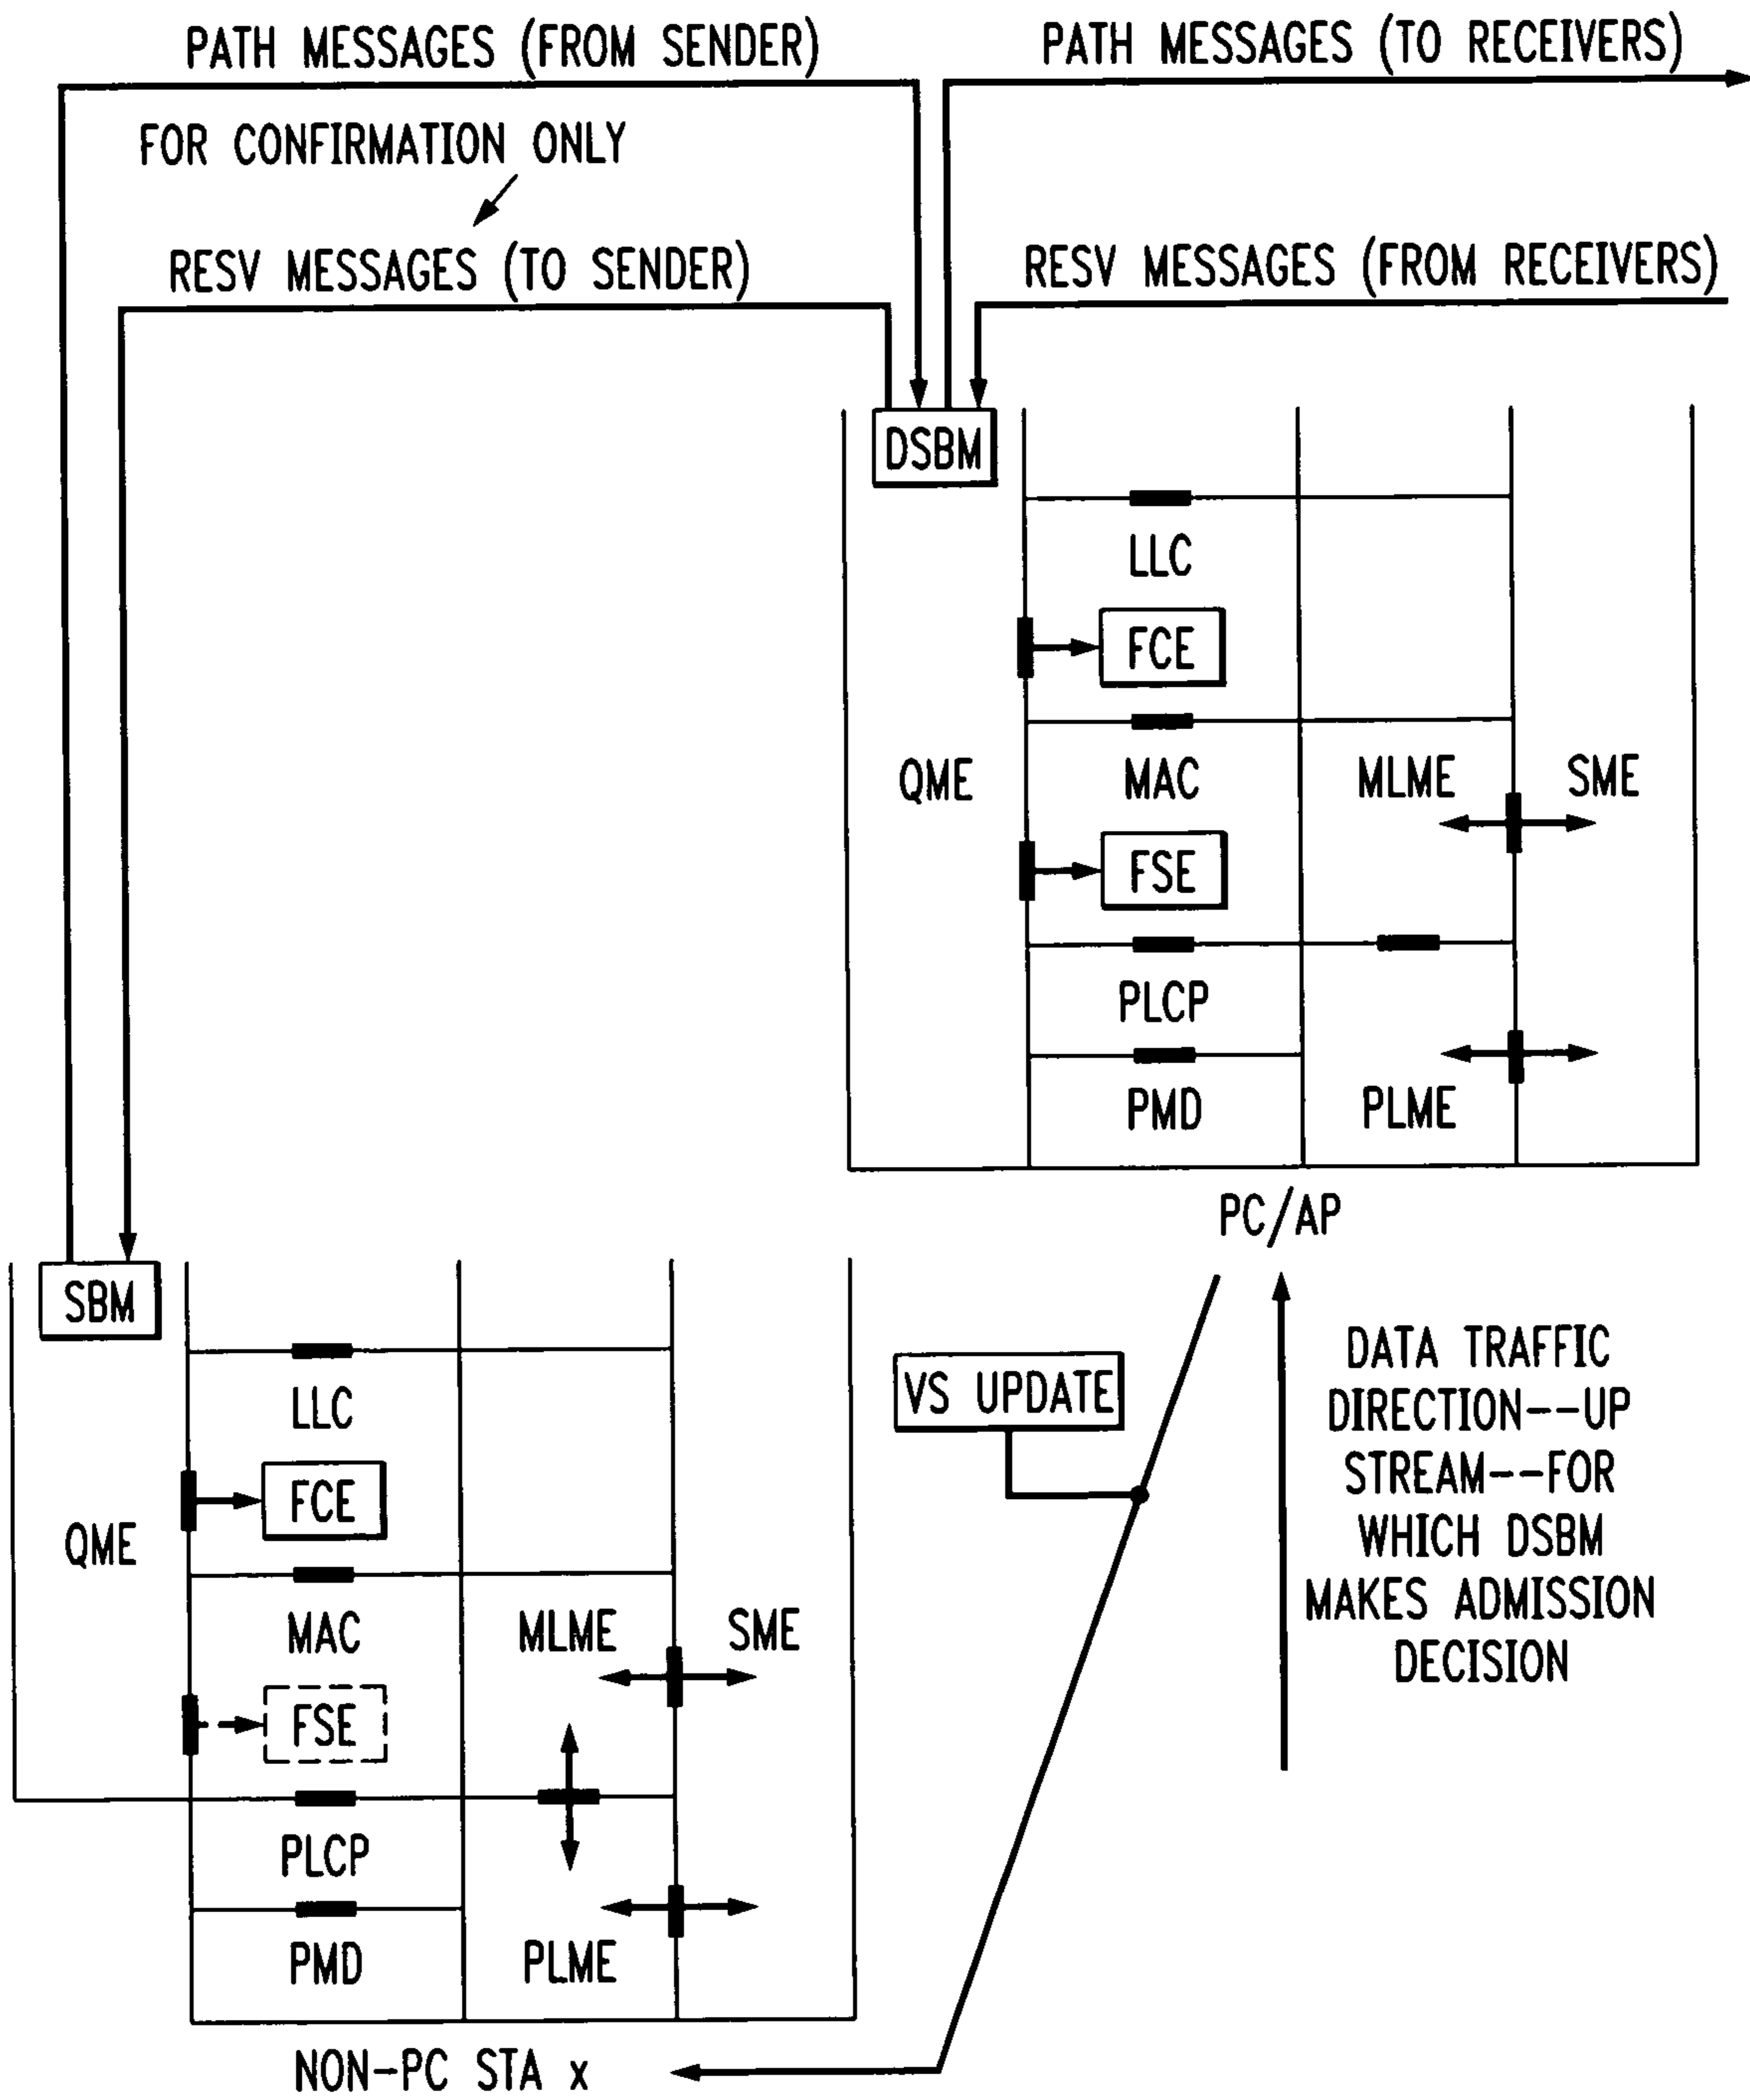 PATH MESSAGES (FROM SENDER)
PATH MESSAGES (TO RECEIVERS)
FOR CONFIRMATION ONLY
RESV MESSAGES (TO SENDER)
RESV MESSAGES (FROM RECEIVERS)
DSBM
LLC
FCE
QME
MAC
MLME
SME
FSE
PLCP
PMD
PLME
PC/AP
SBM
LLC
FCE
QME
MAC
MLME
SME
FSE
PLCP
PMD
PLME
NON-PC STA x
VS UPDATE
DATA TRAFFIC
DIRECTION--UP
STREAM--FOR
WHICH DSBM
MAKES ADMISSION
DECISION